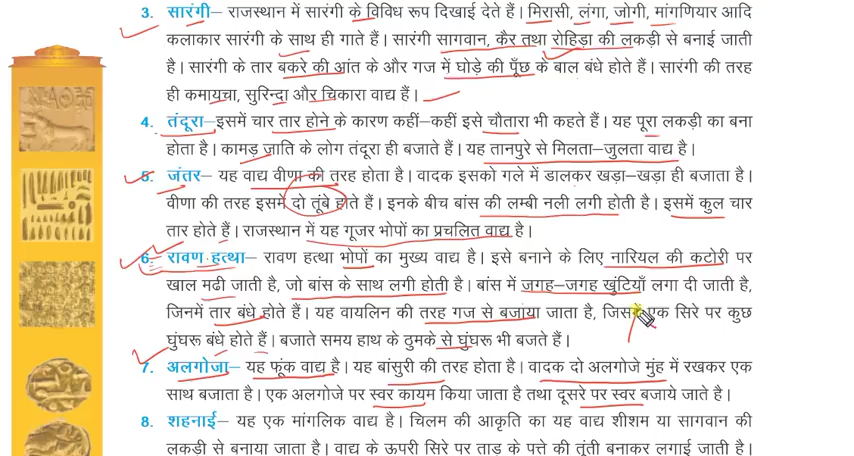 3. सारंगी– राजस्थान में सारंगी के विविध रूप दिखाई देते हैं। मिरासी, लंगा, जोगी, मांगणियार आदि
कलाकार सारंगी के साथ ही गाते हैं। सारंगी सागवान, कैर तथा रोहिड़ा की लकड़ी से बनाई जाती
है। सारंगी के तार बकरे की आंत के और गज में घोड़े की पूँछ के बाल बंधे होते हैं। सारंगी की तरह
ही कमायचा, सुरिन्दा और चिकारा वाद्य हैं।
4. तंदूरा–इसमें चार तार होने के कारण कहीं–कहीं इसे चौतारा भी कहते हैं। यह पूरा लकड़ी का बना
होता है। कामड़ जाति के लोग तंदूरा ही बजाते हैं। यह तानपुरे से मिलता–जुलता वाद्य है।
5. जंतर– यह वाद्य वीणा की तरह होता है। वादक इसको गले में डालकर खड़ा–खड़ा ही बजाता है।
वीणा की तरह इसमें दो तूंबे होते हैं। इनके बीच बांस की लम्बी नली लगी होती है। इसमें कुल चार
तार होते हैं। राजस्थान में यह गूजर भोपों का प्रचलित वाद्य है।
6. रावण हत्था– रावण हत्था भोपों का मुख्य वाद्य है। इसे बनाने के लिए नारियल की कटोरी पर
खाल मढी जाती है, जो बांस के साथ लगी होती है। बांस में जगह–जगह खुंटियाँ लगा दी जाती है,
जिनमें तार बंधे होते हैं। यह वायलिन की तरह गज से बजाया जाता है, जिसके एक सिरे पर कुछ
घुंघरू बंधे होते हैं। बजाते समय हाथ के ठुमके से घुंघरू भी बजते हैं।
7. अलगोजा– यह फूंक वाद्य है। यह बांसुरी की तरह होता है। वादक दो अलगोजे मुंह में रखकर एक
साथ बजाता है। एक अलगोजे पर स्वर कायम किया जाता है तथा दूसरे पर स्वर बजाये जाते है।
8. शहनाई– यह एक मांगलिक वाद्य है। चिलम की आकृति का यह वाद्य शीशम या सागवान की
लकड़ी से बनाया जाता है। वाद्य के ऊपरी सिरे पर ताड़ के पत्ते की तूंती बनाकर लगाई जाती है।